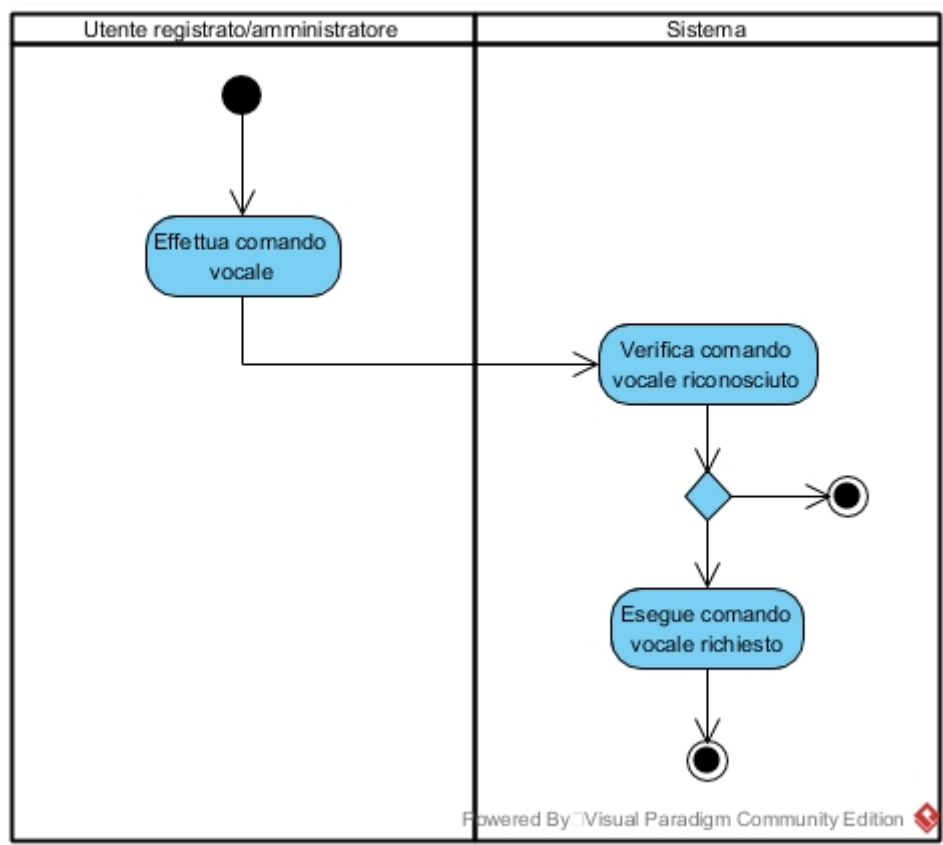 Utente registrato/amministratore
Sistema
Effettua comando
vocale
Verifica comando
vocale riconosciuto
Esegue comando
vocale richiesto
Powered By Visual Paradigm Community Edition